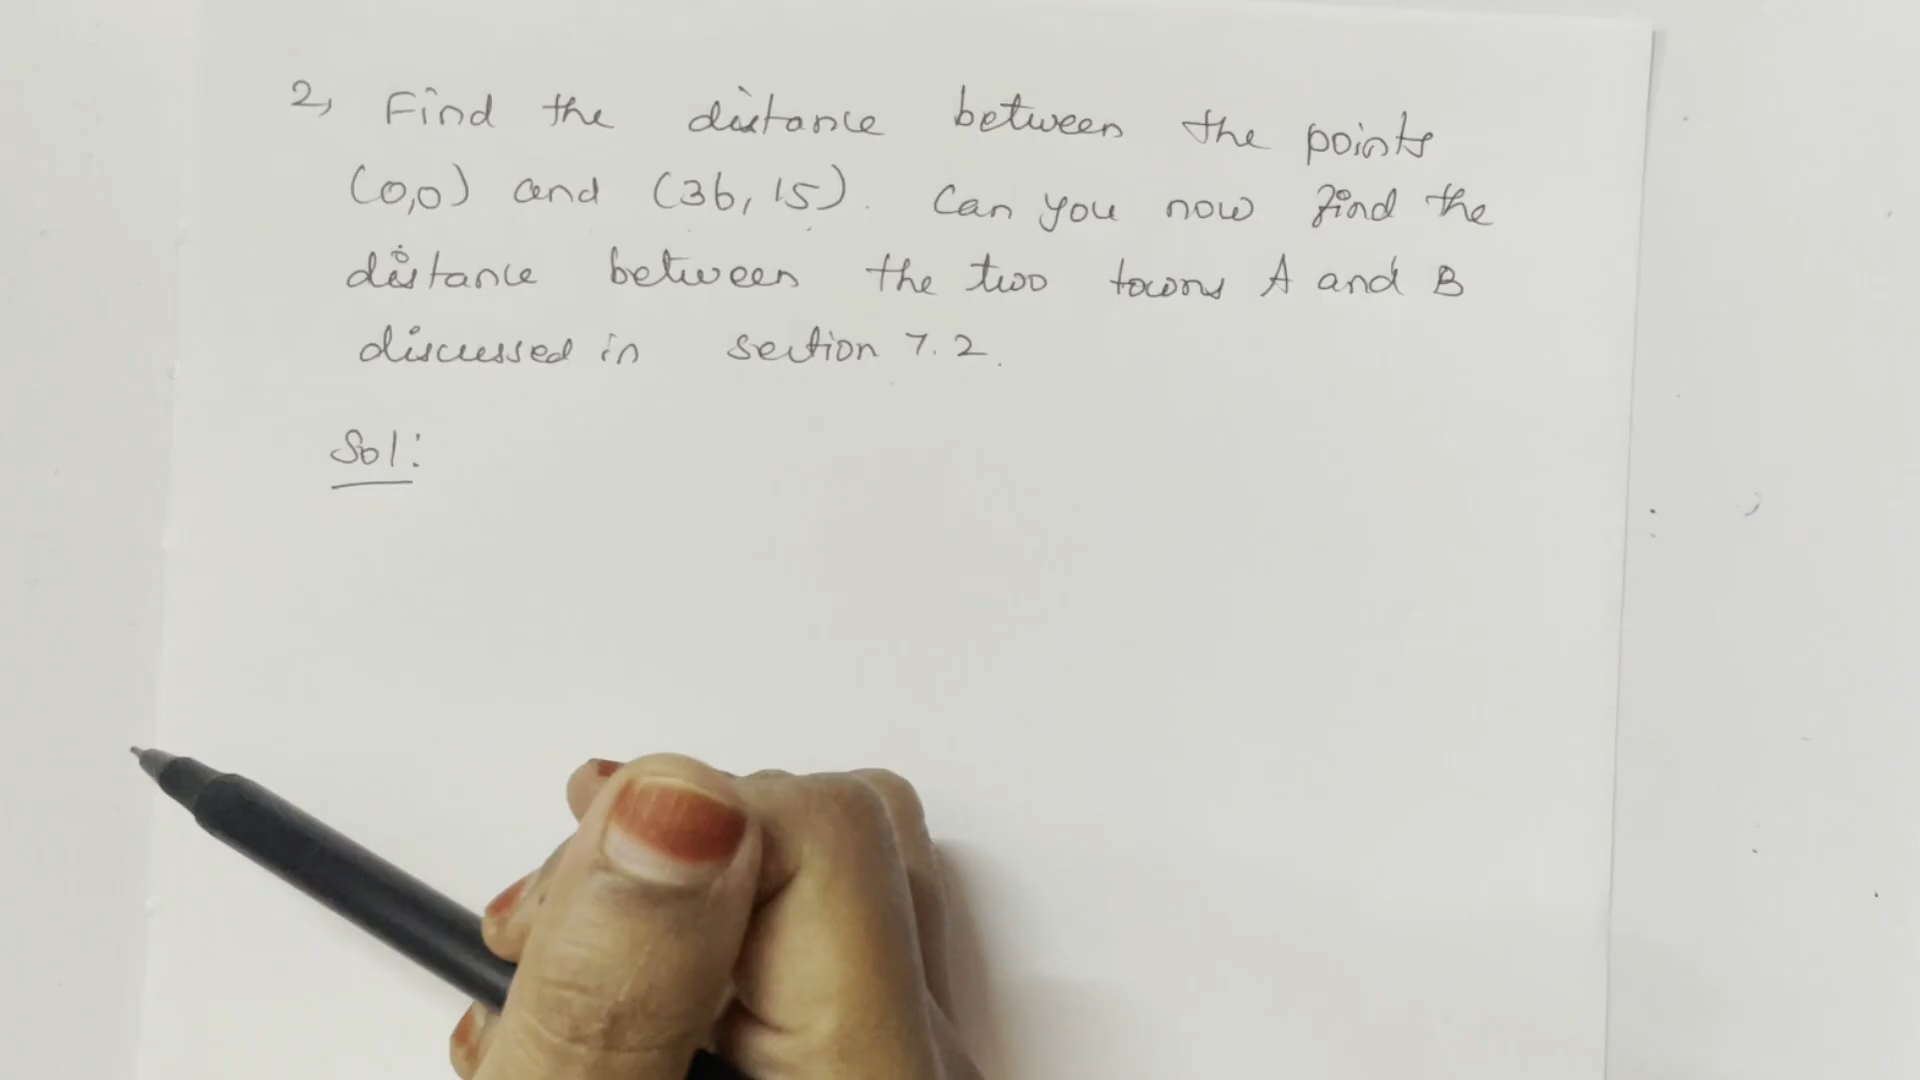 2, Find the distance between the points
(0,0) and (36, 15). Can you now find the
distance between the two towns A and B
discussed in section 7.2.
Sol: